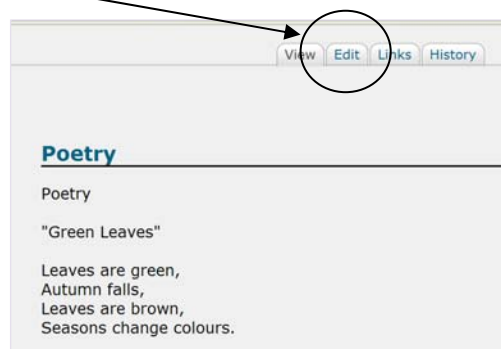 View Edit Links History
Poetry
Poetry
"Green Leaves"
Leaves are green,
Autumn falls,
Leaves are brown,
Seasons change colours.